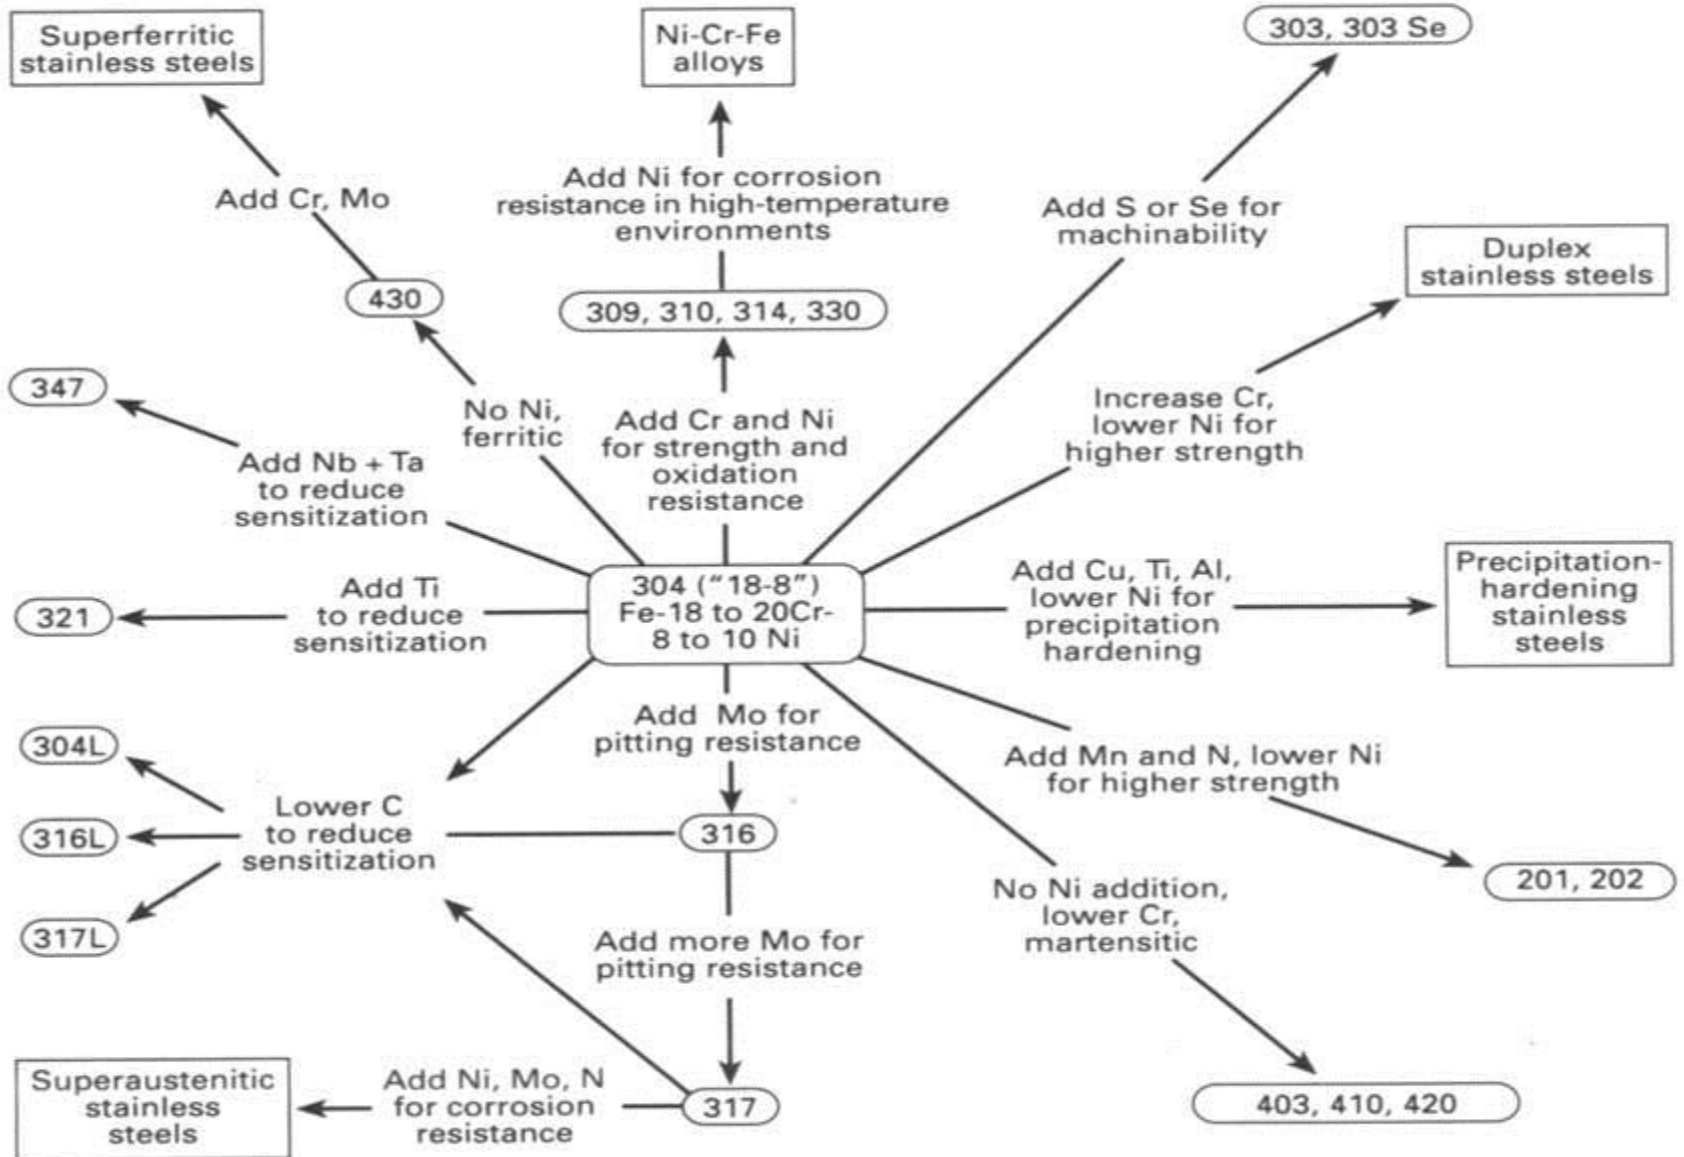 Superferritic
stainless steels
Ni-Cr-Fe
alloys
303, 303 Se
Add Cr, Mo
Add Ni for corrosion
resistance in high-temperature
environments
Add S or Se for
machinability
Duplex
stainless steels
430
309, 310, 314, 330
347
No Ni,
ferritic
Add Cr and Ni
for strength and
oxidation
resistance
Increase Cr,
lower Ni for
higher strength
Add Nb + Ta
to reduce
sensitization
304 ("18-8")
Fe-18 to 20Cr-
8 to 10 Ni
Add Cu, Ti, Al,
lower Ni for
precipitation
hardening
Precipitation-
hardening
stainless
steels
321
Add Ti
to reduce
sensitization
304L
316L
317L
Lower C
to reduce
sensitization
Add Mo for
pitting resistance
316
Add Mn and N, lower Ni
for higher strength
201, 202
No Ni addition,
lower Cr,
martensitic
Add more Mo for
pitting resistance
Superaustenitic
stainless
steels
Add Ni, Mo, N
for corrosion
resistance
317
403, 410, 420